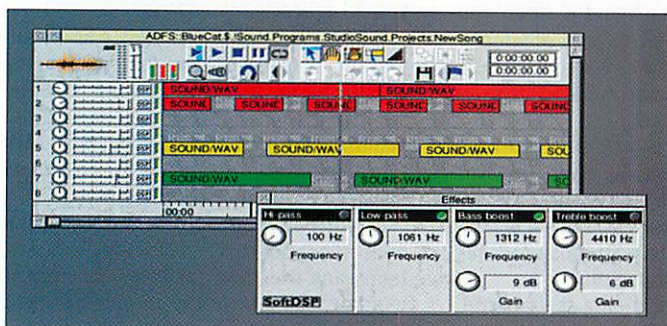 ADFS::BlueCat.$.!Sound.Programs.StudioSound.Projects.NewSong
0:00:00.00
0:00:00.00
1 SOUND/WAV SOUND/WAV
2 SOUND SOUND SOUND SOUND SOUND SOUND
3
4
5 SOUND/WAV SOUND/WAV SOUND/WAV SOU
6
7 SOUND/WAV SOUND/WAV SO
8
00:00
Effects
Hi pass Low pass Bass boost Treble boost
100 Hz 1061 Hz 1312 Hz 4410 Hz
Frequency Frequency Frequency Frequency
9 dB 6 dB
SoftDSP Gain Gain